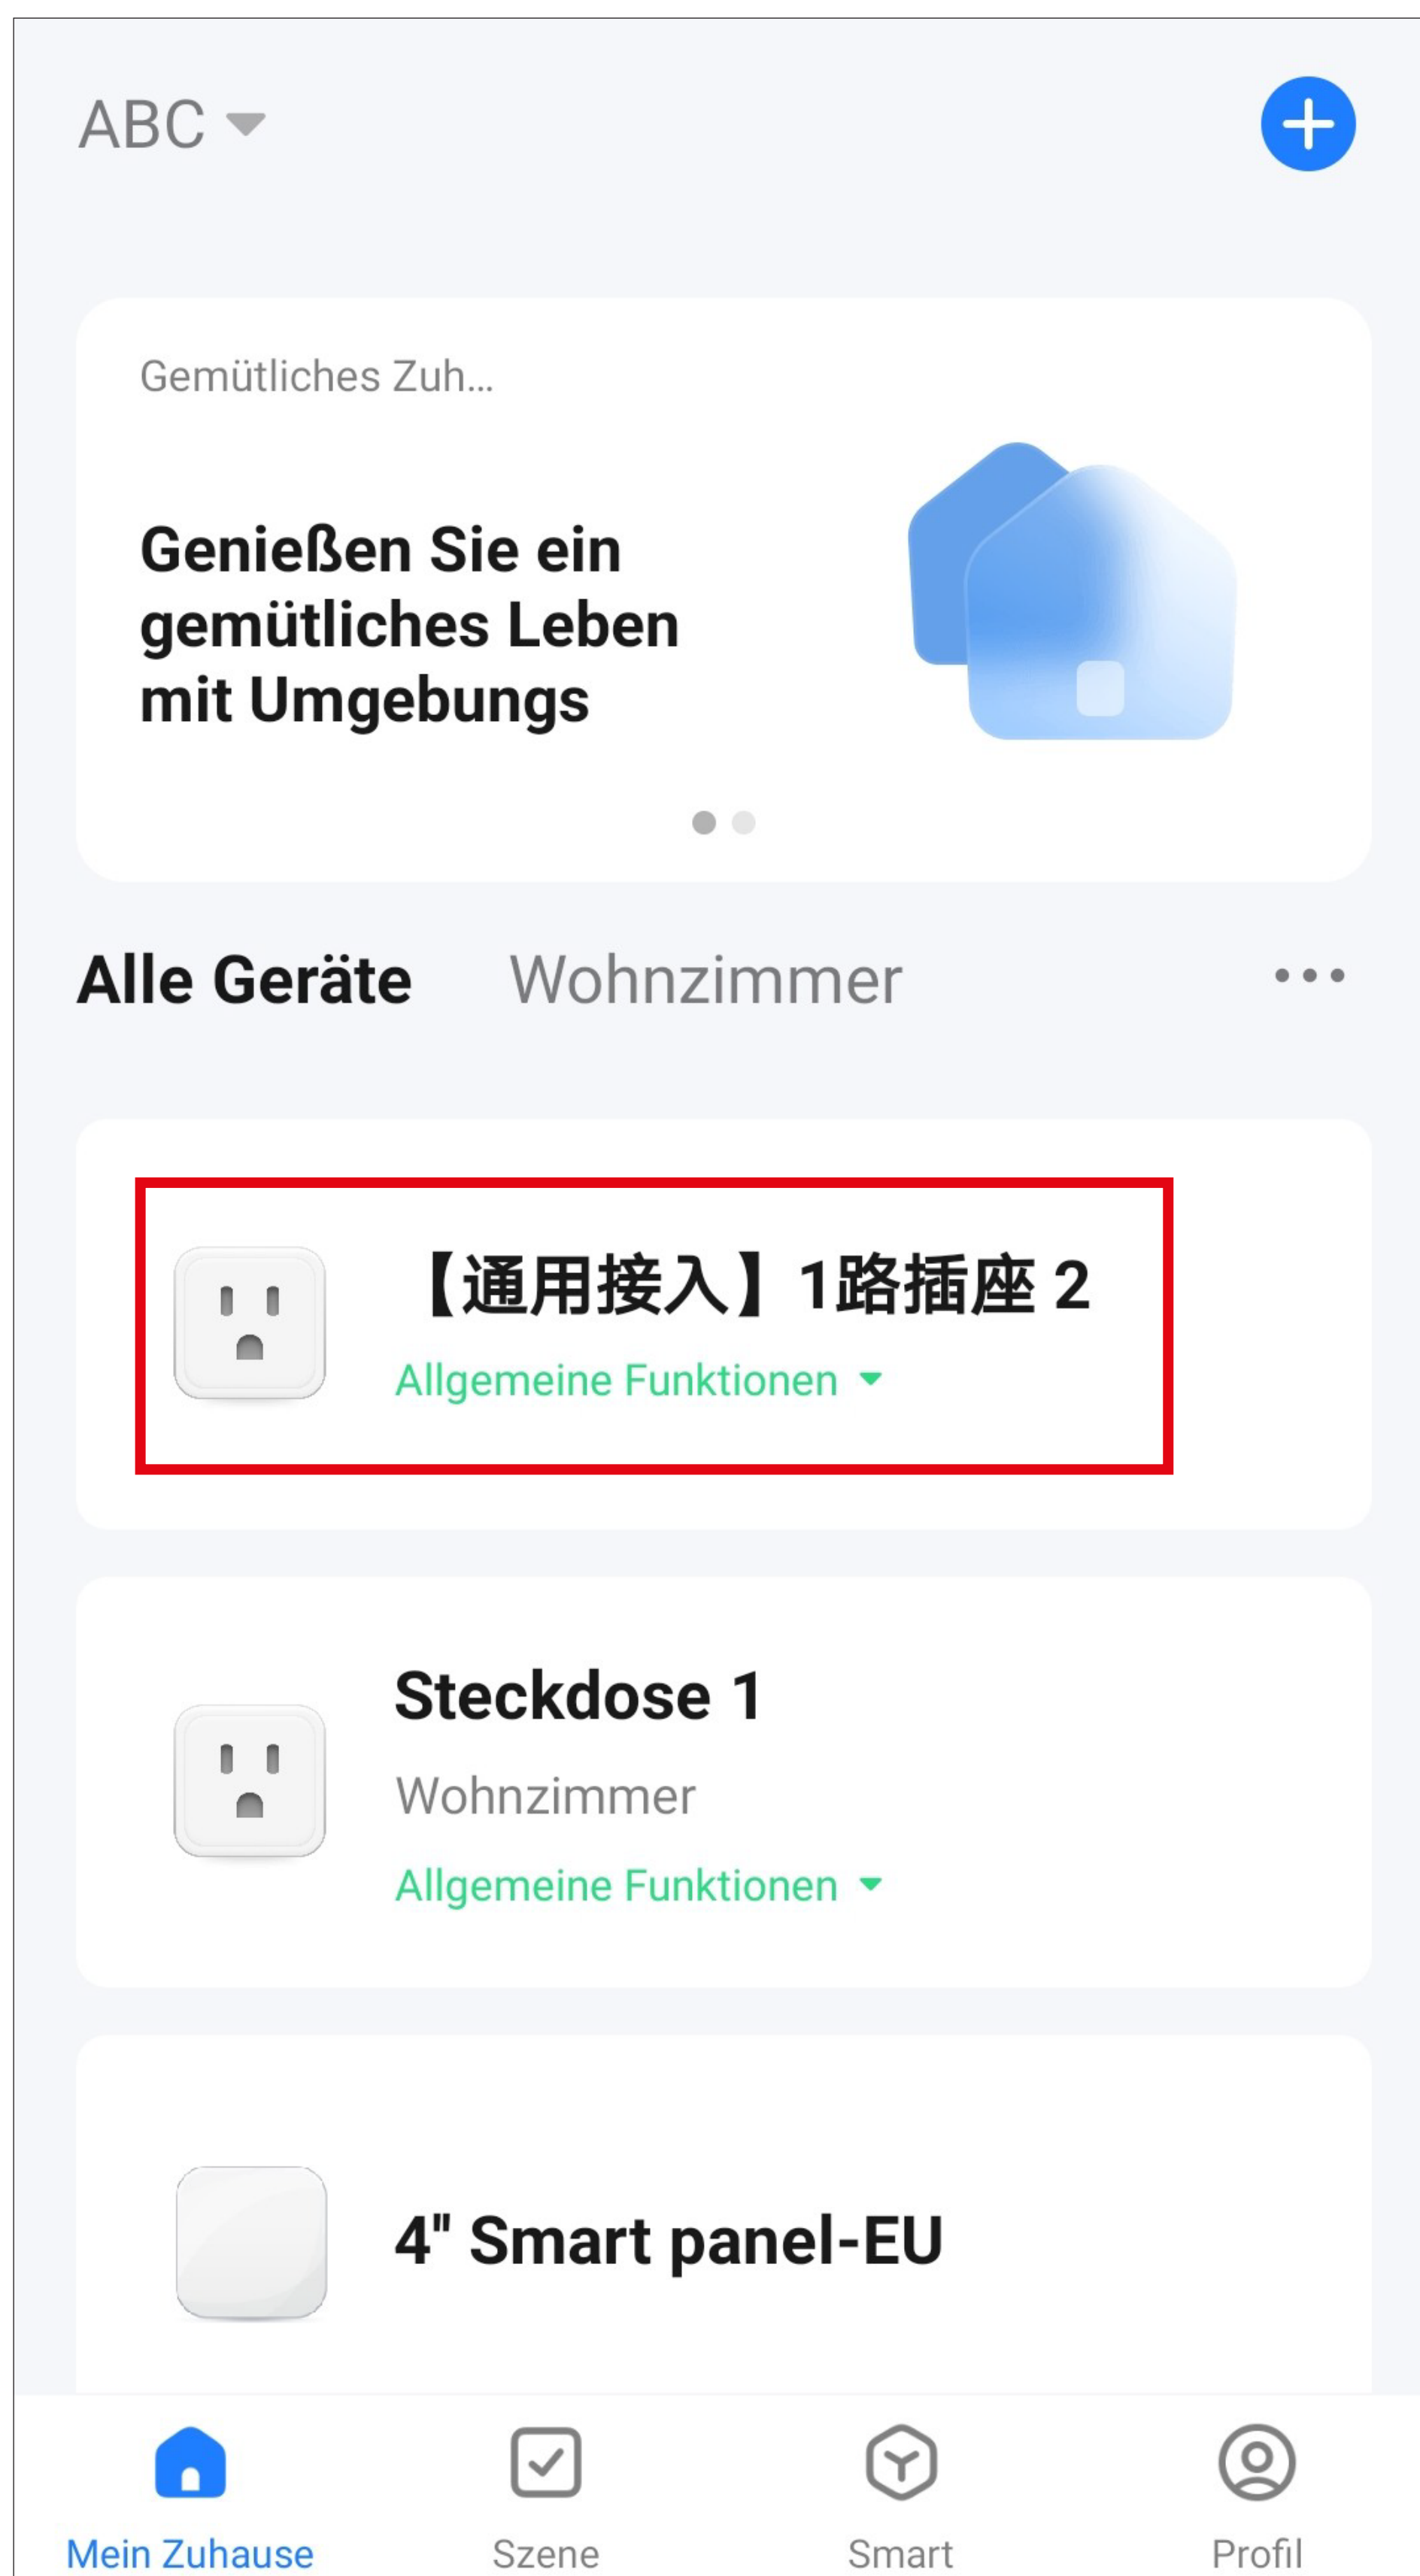 ABC
Gemütliches Zuh...
Genießen Sie ein
gemütliches Leben
mit Umgebungs
Alle Geräte Wohnzimmer
【通用接入】1路插座 2
Allgemeine Funktionen
Steckdose 1
Wohnzimmer
Allgemeine Funktionen
4" Smart panel-EU
Mein Zuhause Szene Smart Profil